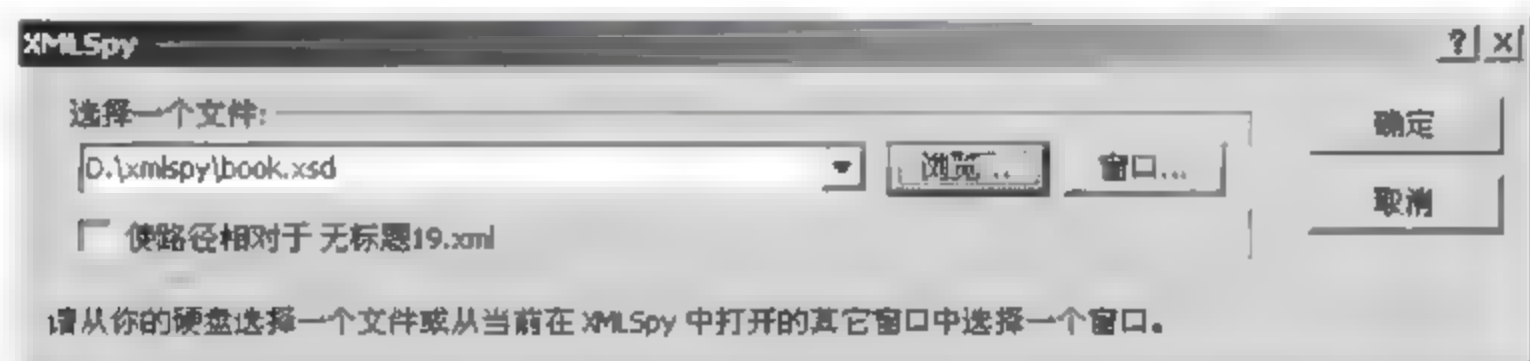 XMLSpy
选择一个文件:
D:\xmlspy\book.xsd
浏览...
窗口...
确定
取消
使路径相对于 无标题19.xml
请从你的硬盘选择一个文件或从当前在 XMLSpy 中打开的其它窗口中选择一个窗口。